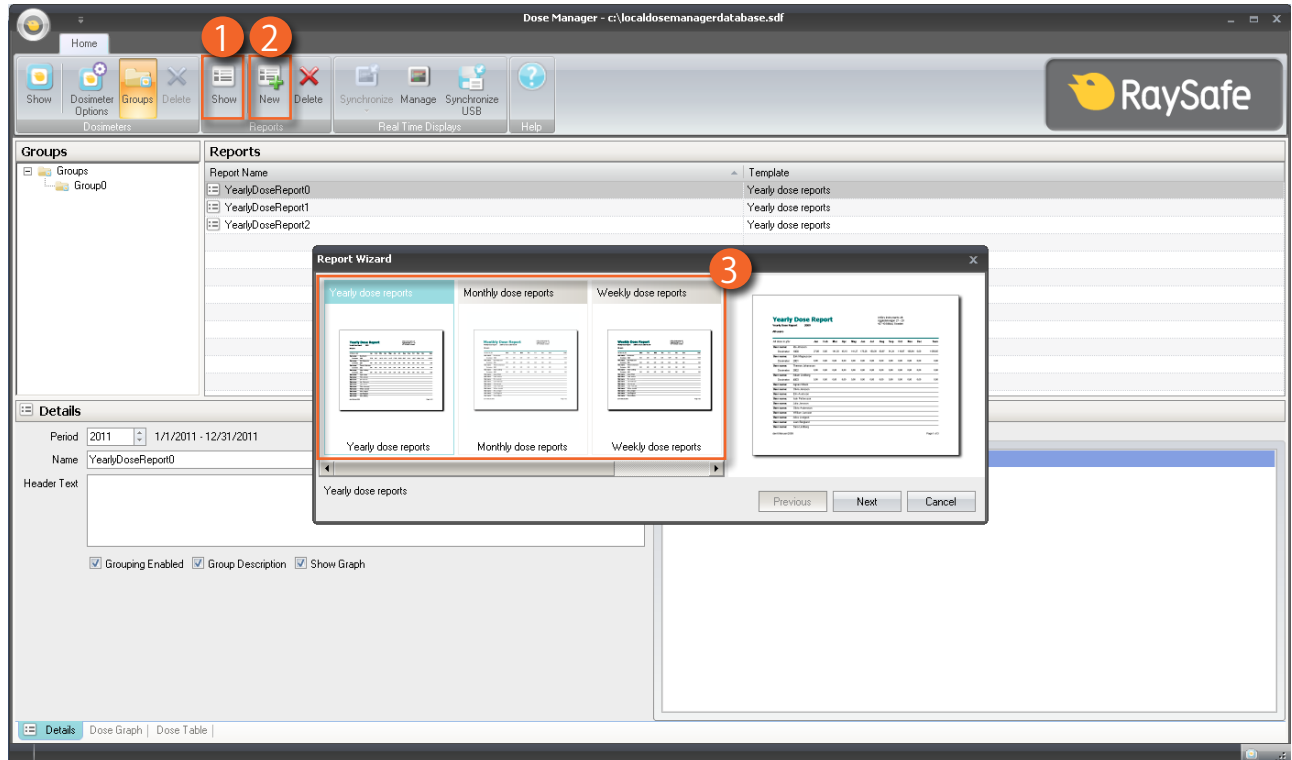 Dose Manager - c:\localdosemanagerdatabase.sdf
Home
1 2
Show Dosimeter Options Groups Delete
Dosimeters
Show New Delete
Reports
Synchronize Manage Synchronize USB
Real Time Displays
Help
RaySafe
Groups
Groups
Group0
Reports
Report Name Template
YearlyDoseReport0 Yearly dose reports
YearlyDoseReport1 Yearly dose reports
YearlyDoseReport2 Yearly dose reports
Report Wizard x
3
Yearly dose reports Monthly dose reports Weekly dose reports
Yearly Dose Report
Yearly dose reports Monthly dose reports Weekly dose reports
Yearly dose reports
Previous Next Cancel
Details
Period 2011 1/1/2011 - 12/31/2011
Name YearlyDoseReport0
Header Text
Grouping Enabled Group Description Show Graph
Details Dose Graph Dose Table